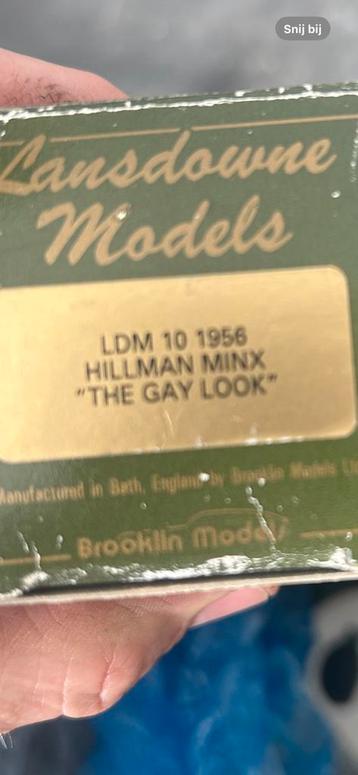 Snij bij
Lansdowne
Models
LDM 10 1956
HILLMAN MINX
"THE GAY LOOK"
Manufactured in Bath, England by Brooklin Models
Brooklin Models